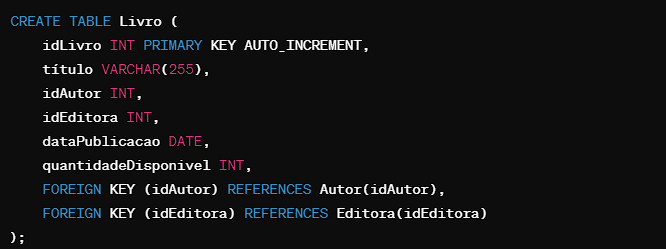 CREATE TABLE Livro (
    idLivro INT PRIMARY KEY AUTO_INCREMENT,
    título VARCHAR(255),
    idAutor INT,
    idEditora INT,
    dataPublicacao DATE,
    quantidadeDisponivel INT,
    FOREIGN KEY (idAutor) REFERENCES Autor(idAutor),
    FOREIGN KEY (idEditora) REFERENCES Editora(idEditora)
);